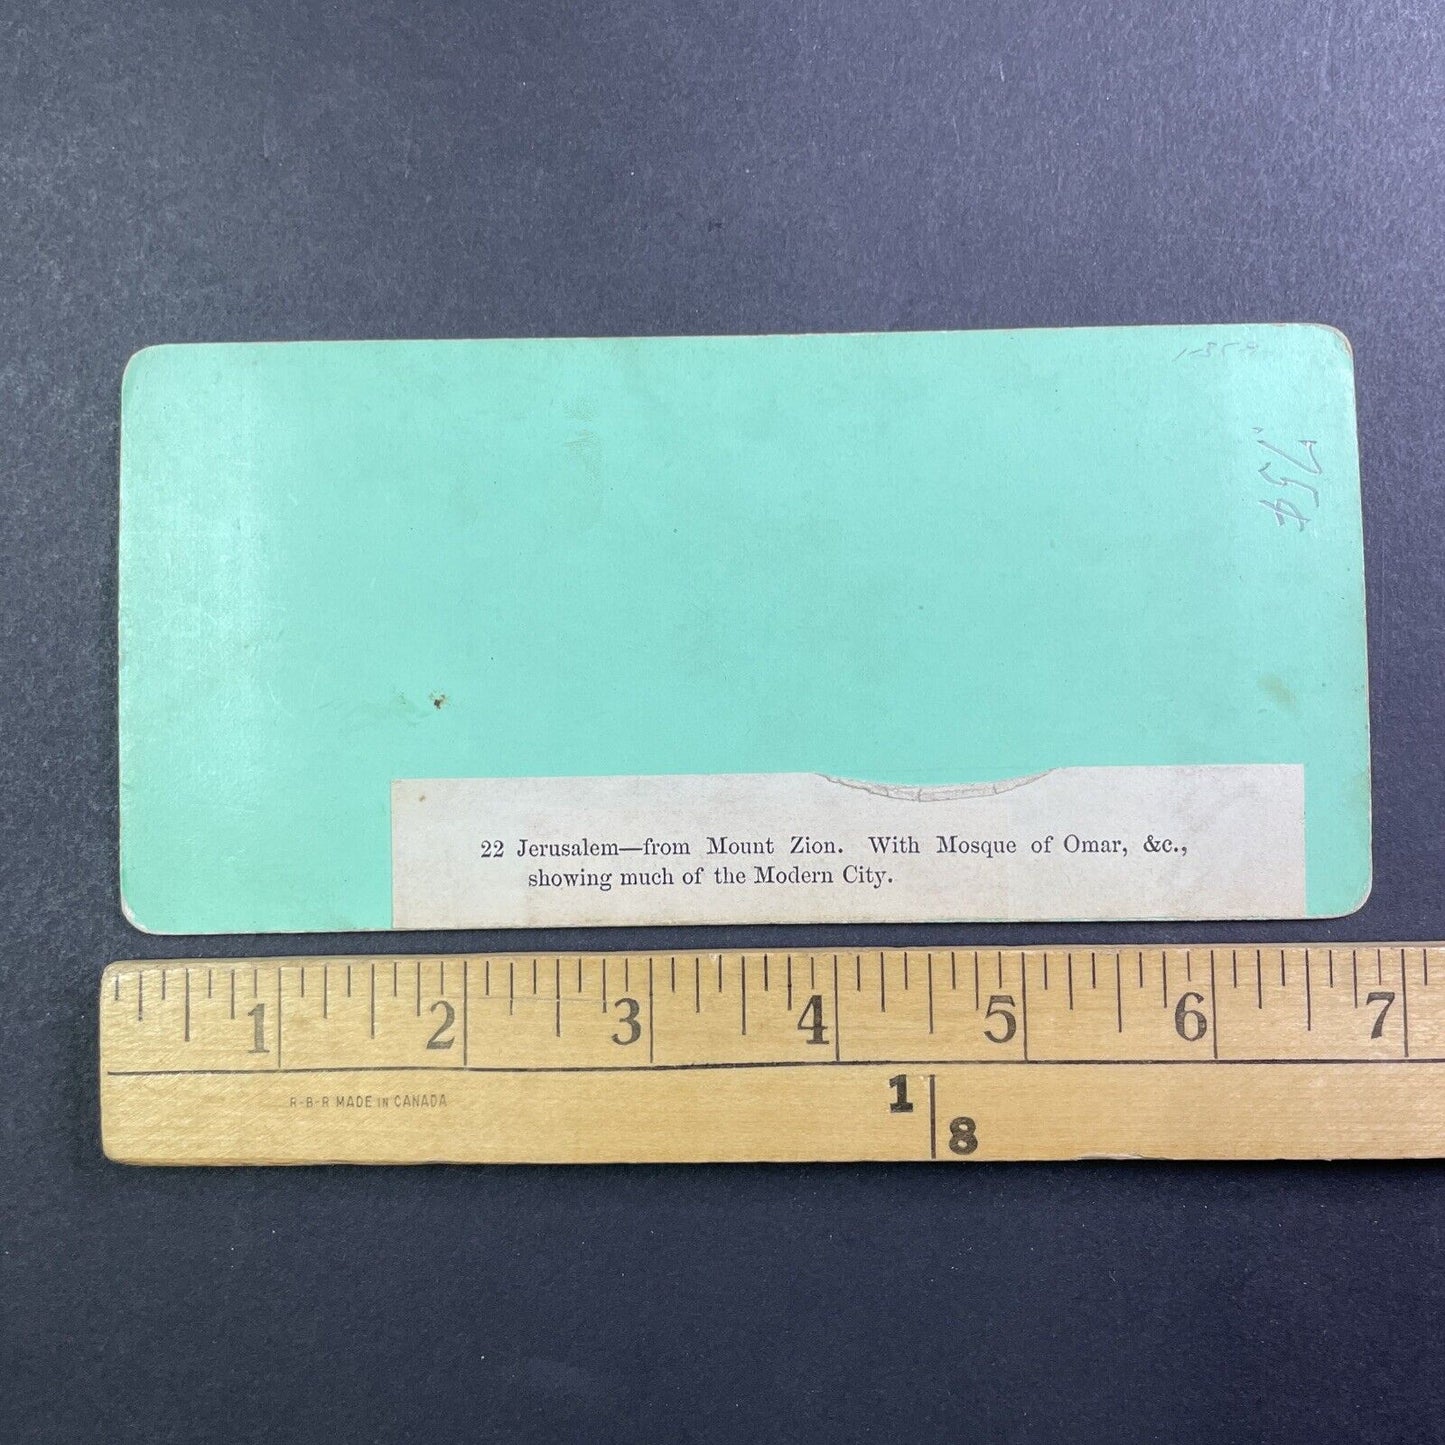 .754
22 Jerusalem—from Mount Zion. With Mosque of Omar, &c.,
showing much of the Modern City.
1 2 3 4 5 6 7
R-B-R MADE IN CANADA
1
8